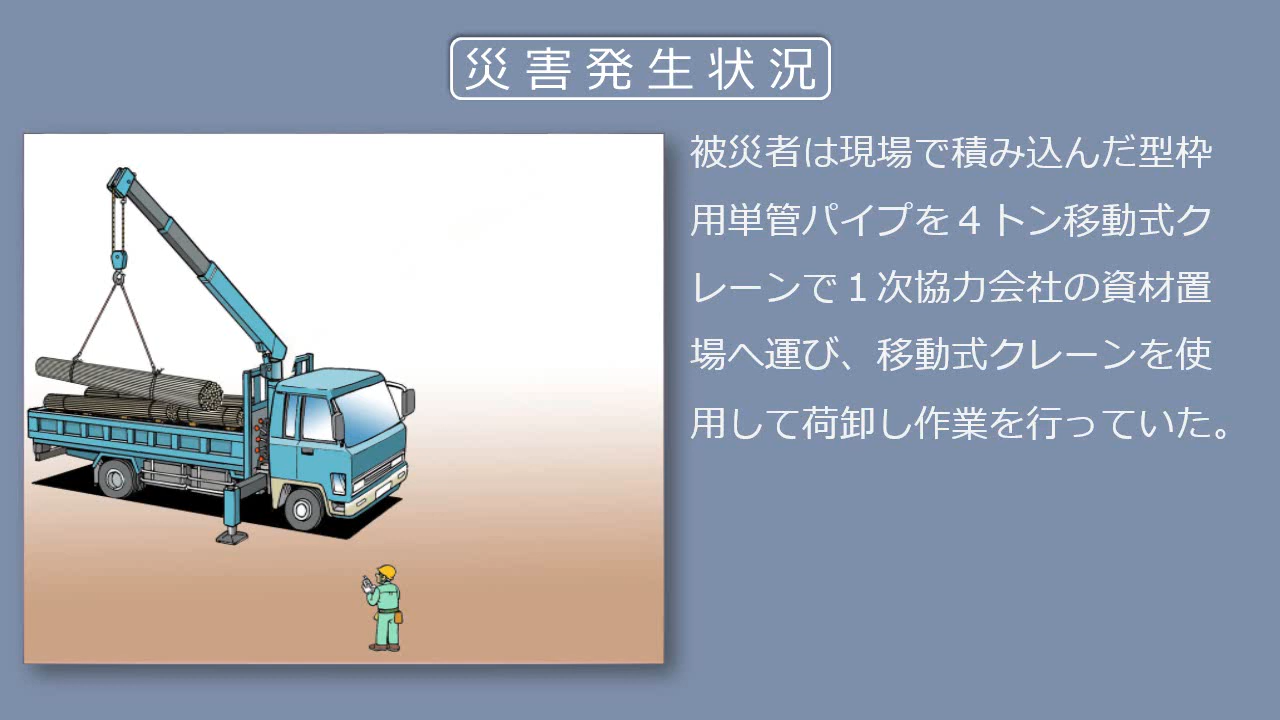 災害発生状況
被災者は現場で積み込んだ型枠
用単管パイプを４トン移動式ク
レーンで１次協力会社の資材置
場へ運び、移動式クレーンを使
用して荷卸し作業を行っていた。